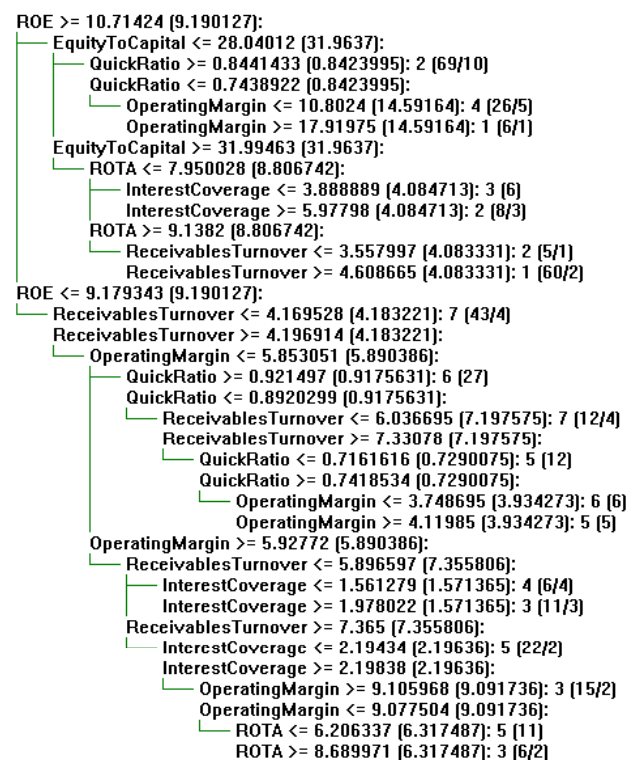 ROE >= 10.71424 (9.190127):
EquityToCapital <= 28.04012 (31.9637):
QuickRatio >= 0.8441433 (0.8423995): 2 (69/10)
QuickRatio <= 0.7438922 (0.8423995):
OperatingMargin <= 10.8024 (14.59164): 4 (26/5)
OperatingMargin >= 17.91975 (14.59164): 1 (6/1)
EquityToCapital >= 31.99463 (31.9637):
ROTA <= 7.950028 (8.806742):
InterestCoverage <= 3.888889 (4.084713): 3 (6)
InterestCoverage >= 5.97798 (4.084713): 2 (8/3)
ROTA >= 9.1382 (8.806742):
ReceivablesTurnover <= 3.557997 (4.083331): 2 (5/1)
ReceivablesTurnover >= 4.608665 (4.083331): 1 (60/2)
ROE <= 9.179343 (9.190127):
ReceivablesTurnover <= 4.169528 (4.183221): 7 (43/4)
ReceivablesTurnover >= 4.196914 (4.183221):
OperatingMargin <= 5.853051 (5.890386):
QuickRatio >= 0.921497 (0.9175631): 6 (27)
QuickRatio <= 0.8920299 (0.9175631):
ReceivablesTurnover <= 6.036695 (7.197575): 7 (12/4)
ReceivablesTurnover >= 7.33078 (7.197575):
QuickRatio <= 0.7161616 (0.7290075): 5 (12)
QuickRatio >= 0.7418534 (0.7290075):
OperatingMargin <= 3.748695 (3.934273): 6 (6)
OperatingMargin >= 4.11985 (3.934273): 5 (5)
OperatingMargin >= 5.92772 (5.890386):
ReceivablesTurnover <= 5.896597 (7.355806):
InterestCoverage <= 1.561279 (1.571365): 4 (6/4)
InterestCoverage >= 1.978022 (1.571365): 3 (11/3)
ReceivablesTurnover >= 7.365 (7.355806):
InterestCoverage <= 2.19434 (2.19636): 5 (22/2)
InterestCoverage >= 2.19838 (2.19636):
OperatingMargin >= 9.105968 (9.091736): 3 (15/2)
OperatingMargin <= 9.077504 (9.091736):
ROTA <= 6.206337 (6.317487): 5 (11)
ROTA >= 8.689971 (6.317487): 3 (6/2)